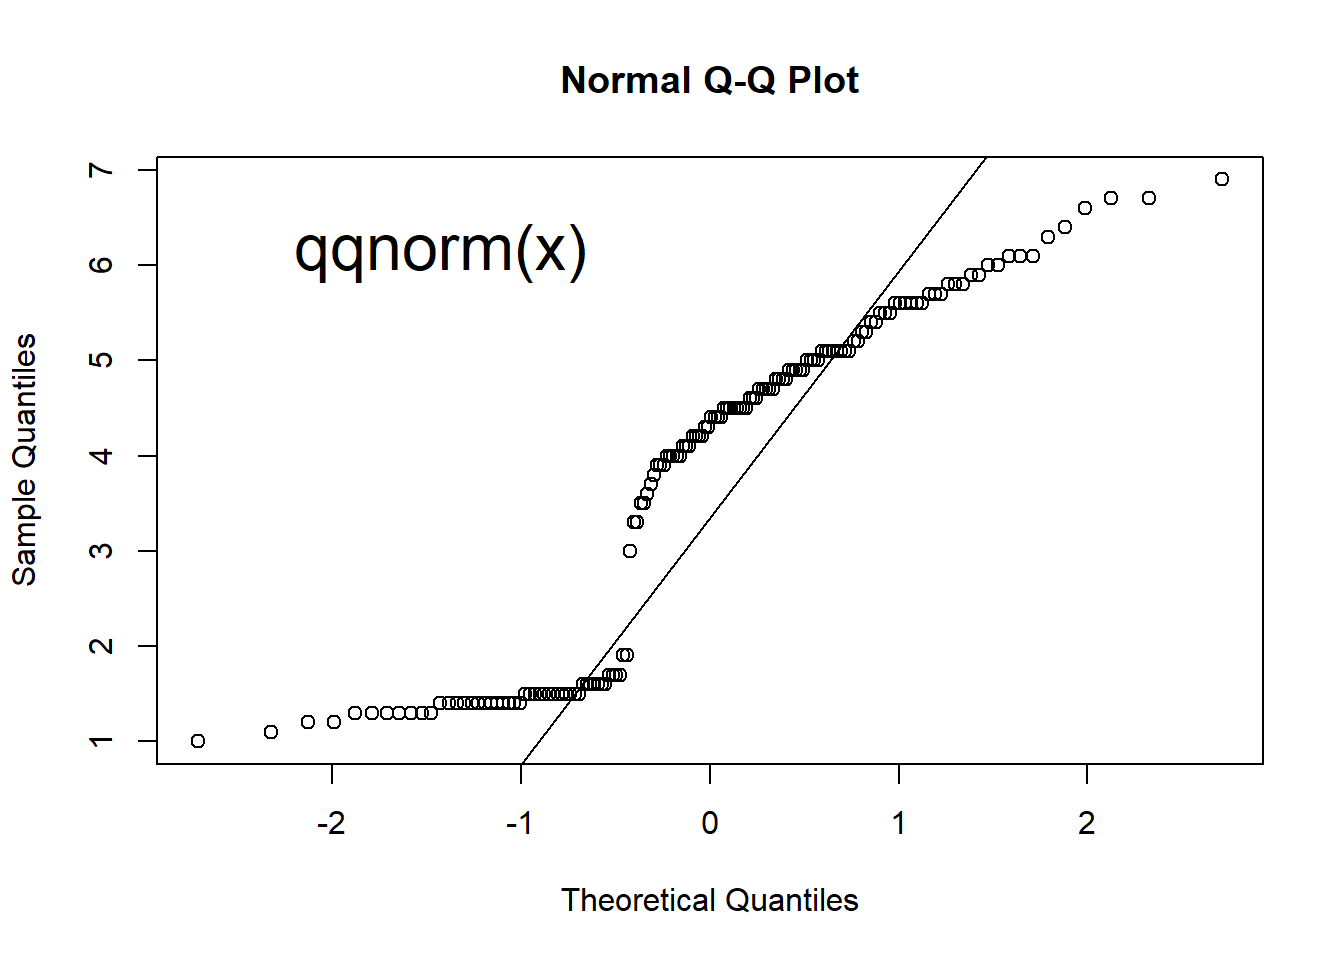 Normal Q-Q Plot
qqnorm(x)
7
6
5
4
3
2
1
Sample Quantiles
-2 -1 0 1 2
Theoretical Quantiles